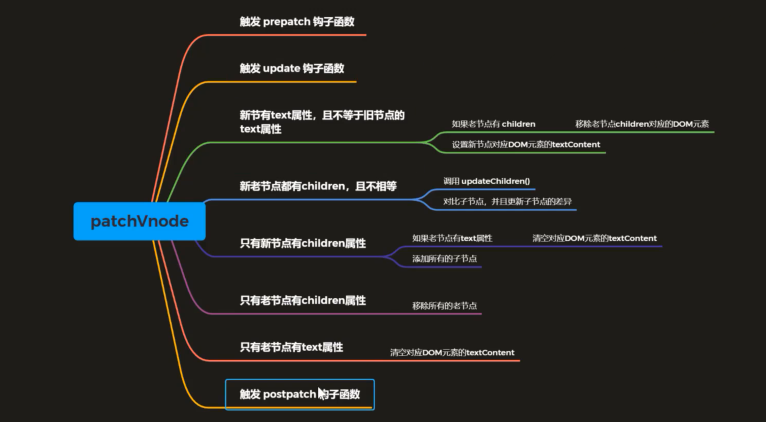 触发 prepatch 钩子函数
触发 update 钩子函数
新节有text属性，且不等于旧节点的
text属性
如果老节点有 children
移除老节点children对应的DOM元素
设置新节点对应DOM元素的textContent
新老节点都有children，且不相等
调用 updateChildren()
对比子节点，并且更新子节点的差异
patchVnode
只有新节点有children属性
如果老节点有text属性
清空对应DOM元素的textContent
添加所有的子节点
只有老节点有children属性
移除所有的老节点
只有老节点有text属性
清空对应DOM元素的textContent
触发 postpatch 钩子函数